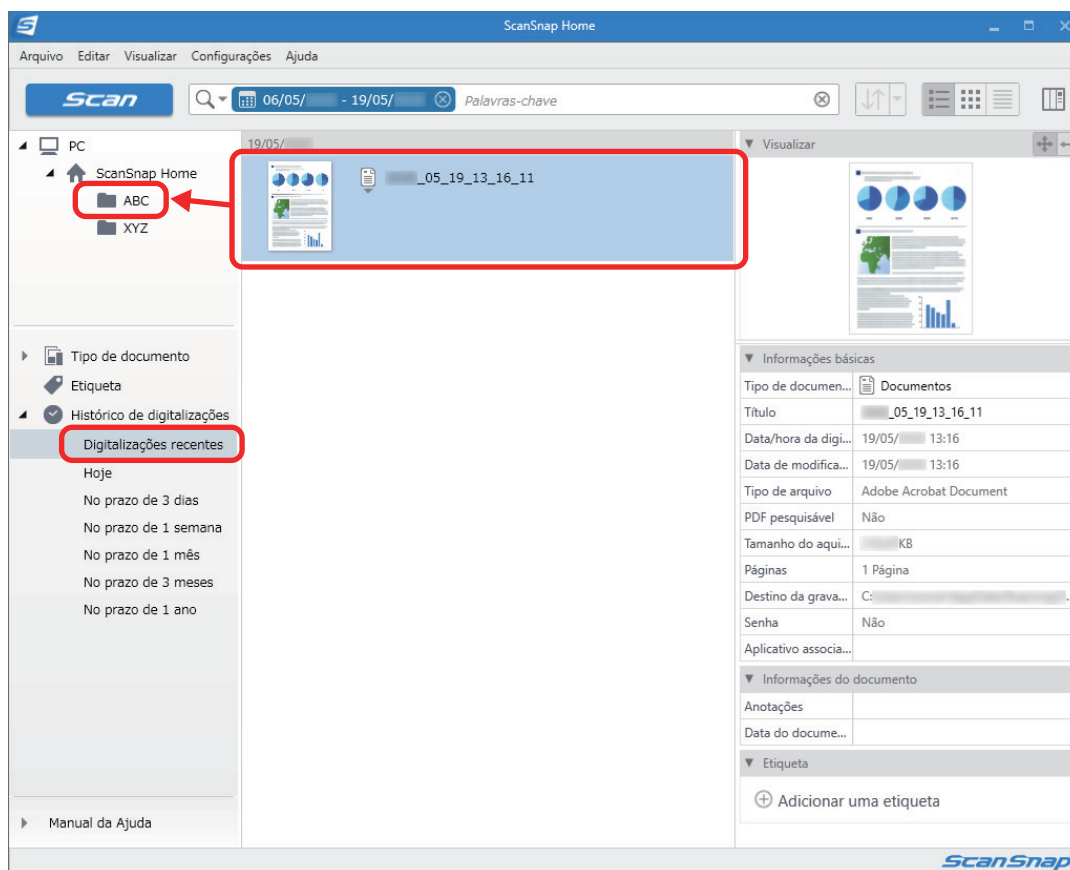 ScanSnap Home
Arquivo Editar Visualizar Configurações Ajuda
Scan
06/05/ - 19/05/ Palavras-chave
PC
ScanSnap Home
ABC
XYZ
Tipo de documento
Etiqueta
Histórico de digitalizações
Digitalizações recentes
Hoje
No prazo de 3 dias
No prazo de 1 semana
No prazo de 1 mês
No prazo de 3 meses
No prazo de 1 ano
Manual da Ajuda
19/05/
_05_19_13_16_11
Visualizar
Informações básicas
Tipo de documen... Documentos
Título _05_19_13_16_11
Data/hora da digi... 19/05/ 13:16
Data de modifica... 19/05/ 13:16
Tipo de arquivo Adobe Acrobat Document
PDF pesquisável Não
Tamanho do aqui... KB
Páginas 1 Página
Destino da grava... C:
Senha Não
Aplicativo associa...
Informações do documento
Anotações
Data do docume...
Etiqueta
Adicionar uma etiqueta
ScanSnap